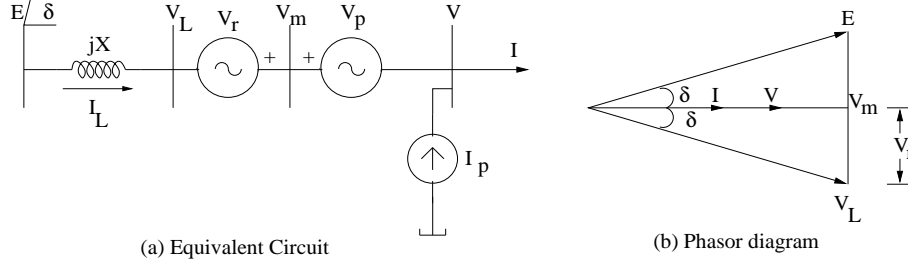 E
δ
jX
I_L
V_L
V_r
+
V_m
+
V_p
V
I
I_p
(a) Equivalent Circuit
E
δ
δ
I
V
V_m
V_L
(b) Phasor diagram